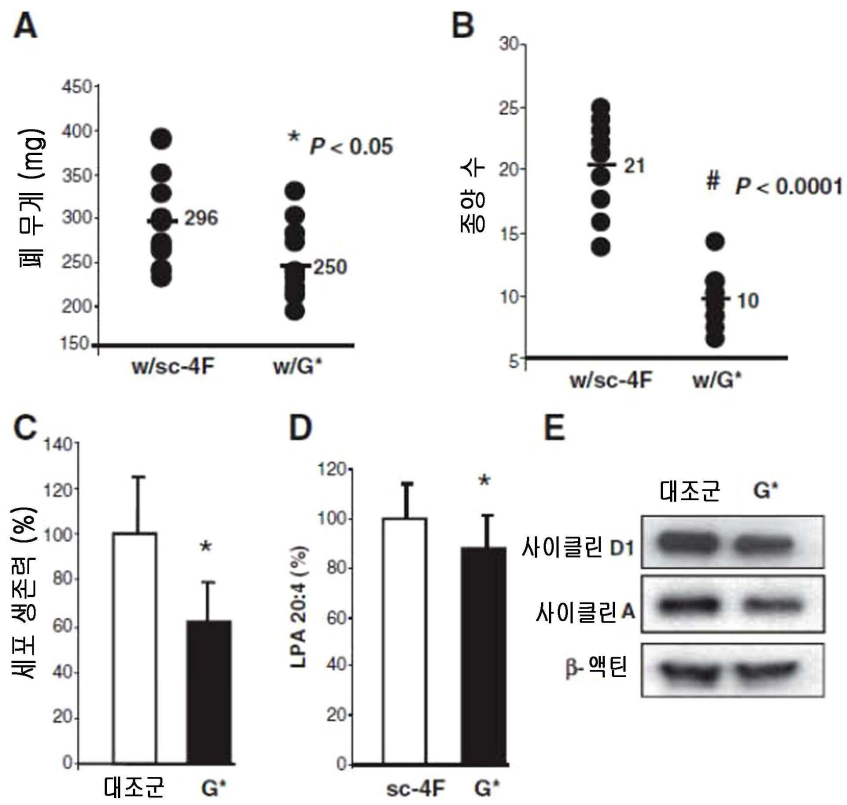 A
폐 무게 (mg)
450
400
350
300
250
200
150
296
250
* P < 0.05
w/sc-4F
w/G*
B
종양 수
30
25
20
15
10
5
21
10
# P < 0.0001
w/sc-4F
w/G*
C
세포 생존력 (%)
140
120
100
80
60
40
20
0
*
대조군
G*
D
LPA 20:4 (%)
120
100
80
60
40
20
0
*
sc-4F
G*
E
대조군 G*
사이클린 D1
사이클린 A
β-액틴